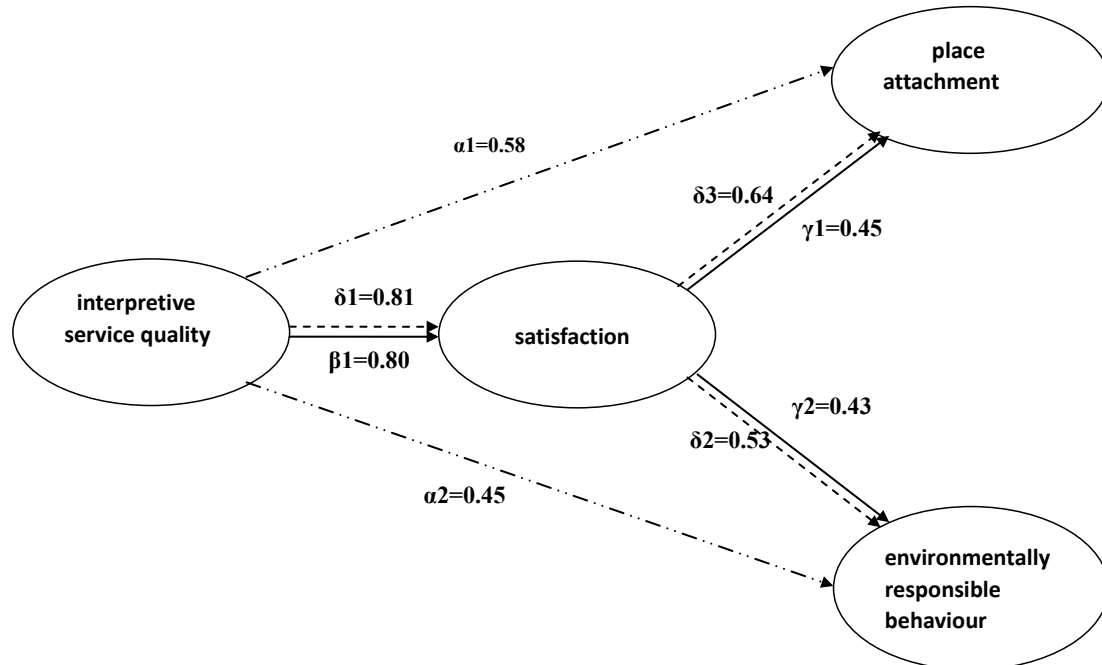 place
attachment
α1=0.58
δ3=0.64
γ1=0.45
interpretive
service quality
δ1=0.81
β1=0.80
satisfaction
γ2=0.43
δ2=0.53
α2=0.45
environmentally
responsible
behaviour